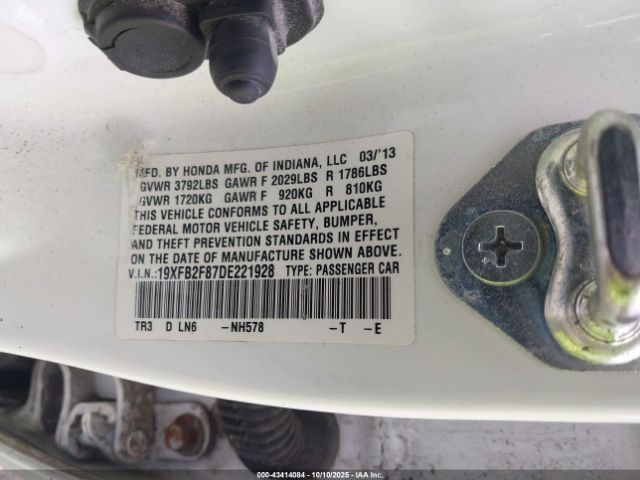 MFD. BY HONDA MFG. OF INDIANA, LLC 03/'13
GVWR 3792LBS GAWR F 2029LBS R 1786LBS
GVWR 1720KG GAWR F 920KG R 810KG
THIS VEHICLE CONFORMS TO ALL APPLICABLE
FEDERAL MOTOR VEHICLE SAFETY, BUMPER,
AND THEFT PREVENTION STANDARDS IN EFFECT
ON THE DATE OF MANUFACTURE SHOWN ABOVE.
V.I.N.:19XFB2F87DE221928 TYPE: PASSENGER CAR
TR3 D LN6 -NH578 -T -E
000-43414084 | 10/10/2025 - IAAI.com